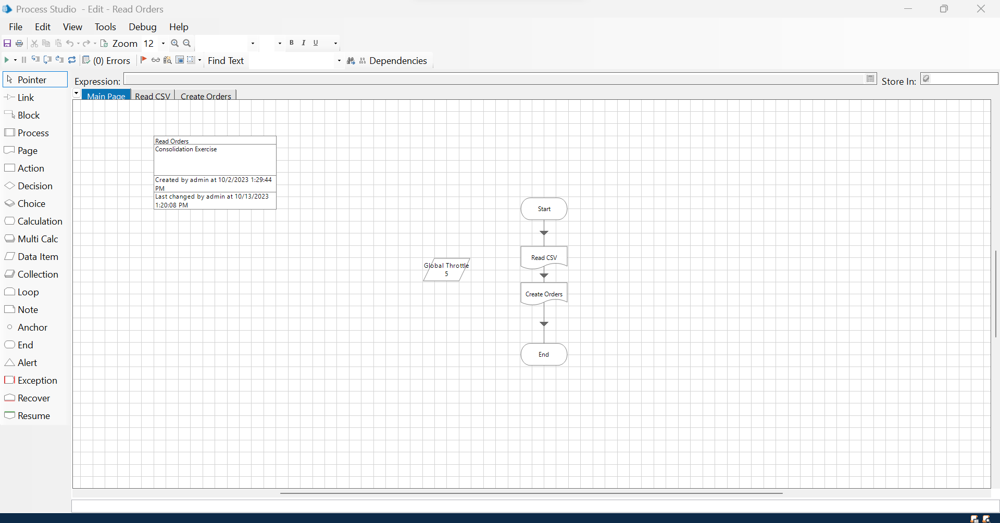 Process Studio - Edit - Read Orders
File Edit View Tools Debug Help
Zoom 12 B I U
(0) Errors Find Text Dependencies
Pointer
Expression:
Store In:
Link
Main Page Read CSV Create Orders
Block
Process
Page
Action
Decision
Choice
Calculation
Multi Calc
Data Item
Collection
Loop
Note
Anchor
End
Alert
Exception
Recover
Resume
Read Orders
Consolidation Exercise
Created by admin at 10/2/2023 1:29:44
PM
Last changed by admin at 10/13/2023
1:20:08 PM
Start
Read CSV
Global Throttle
5
Create Orders
End